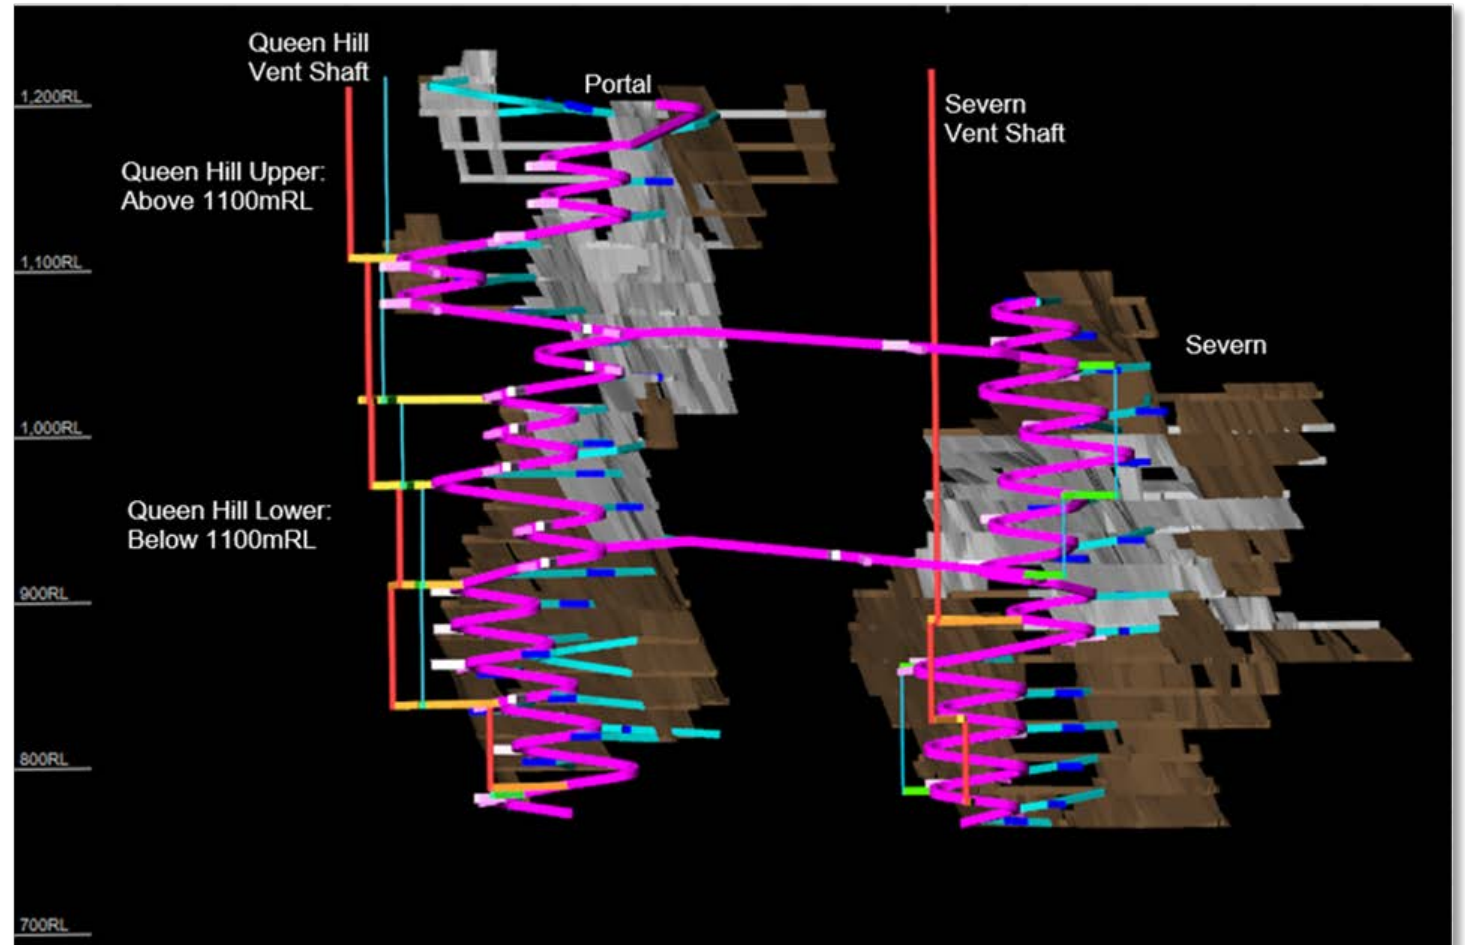 Queen Hill
Vent Shaft
Portal
1,200RL
Severn
Vent Shaft
Queen Hill Upper:
Above 1100mRL
1,100RL
Severn
1,000RL
Queen Hill Lower:
Below 1100mRL
900RL
800RL
700RL